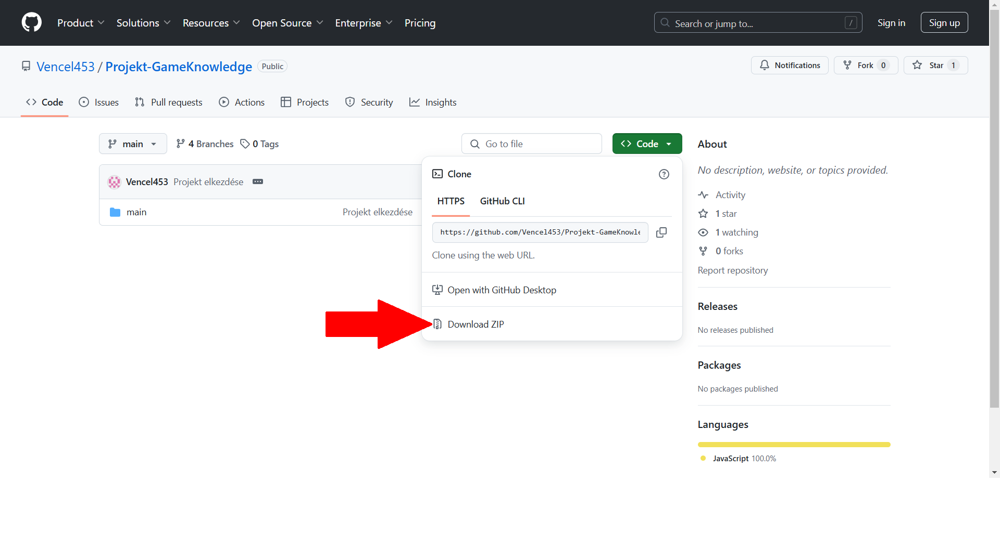 Product Solutions Resources Open Source Enterprise Pricing Search or jump to... / Sign in Sign up
Vencel453 / Projekt-GameKnowledge Public Notifications Fork 0 Star 1
Code Issues Pull requests Actions Projects Security Insights
main 4 Branches 0 Tags Go to file Code
Vencel453 Projekt elkezdése
main Projekt elkezdése
Clone
HTTPS GitHub CLI
https://github.com/Vencel453/Projekt-GameKnowle
Clone using the web URL.
Open with GitHub Desktop
Download ZIP
About
No description, website, or topics provided.
Activity
1 star
1 watching
0 forks
Report repository
Releases
No releases published
Packages
No packages published
Languages
JavaScript 100.0%